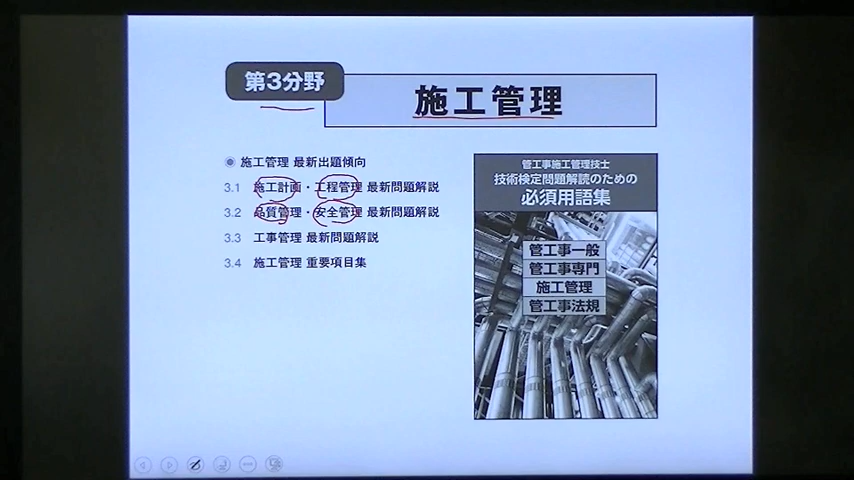 第3分野
施工管理
◉ 施工管理 最新出題傾向
3.1 施工計画・工程管理 最新問題解説
3.2 品質管理・安全管理 最新問題解説
3.3 工事管理 最新問題解説
3.4 施工管理 重要項目集
管工事施工管理技士
技術検定問題解読のための
必須用語集
管工事一般
管工事専門
施工管理
管工事法規